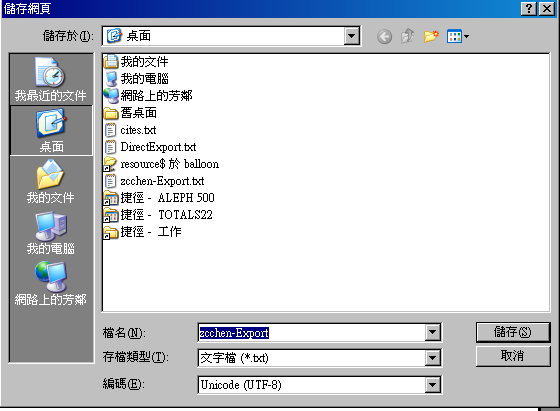 儲存網頁
儲存於(I): 桌面
我最近的文件
桌面
我的文件
我的電腦
網路上的芳鄰
我的文件
我的電腦
網路上的芳鄰
舊桌面
cites.txt
DirectExport.txt
resource$ 於 balloon
zcchen-Export.txt
捷徑 - ALEPH 500
捷徑 - TOTALS22
捷徑 - 工作
檔名(N): zcchen-Export 儲存(S)
存檔類型(T): 文字檔 (*.txt) 取消
編碼(E): Unicode (UTF-8)